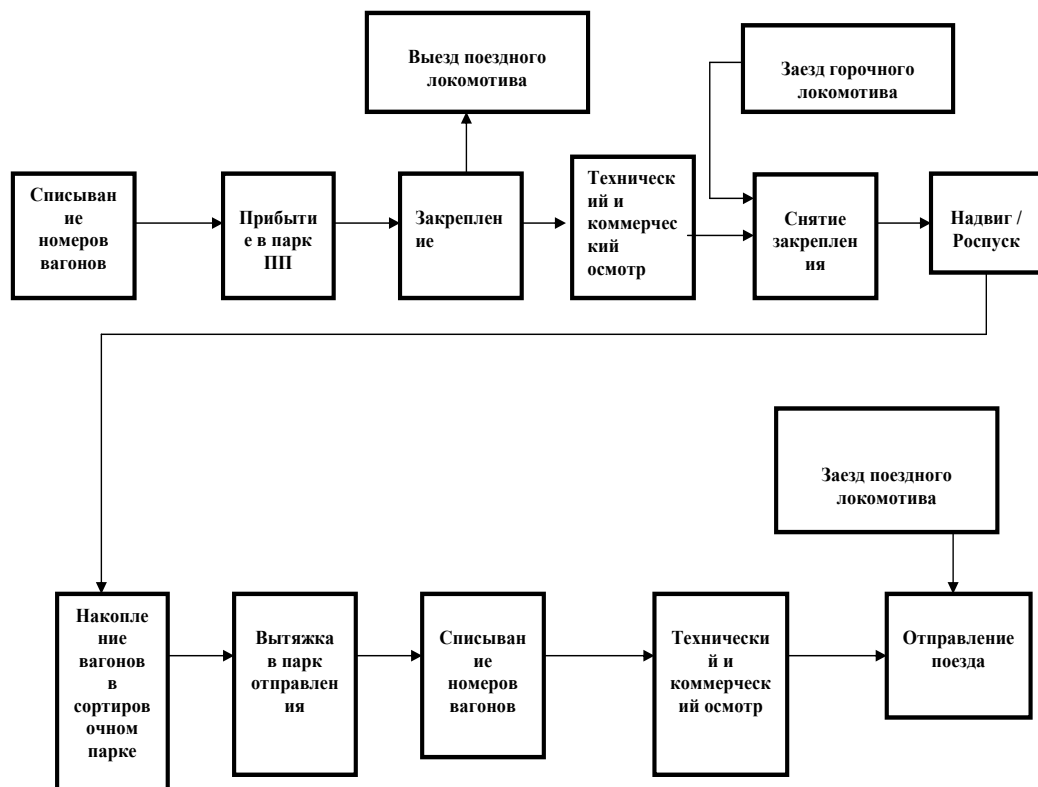 Выезд поездного
локомотива
Заезд горочного
локомотива
Списыван
ие
номеров
вагонов
Прибыти
е в парк
ПП
Закреплен
ие
Техническ
ий и
коммерчес
кий
осмотр
Снятие
закреплен
ия
Надвиг /
Роспуск
Заезд поездного
локомотива
Накопле
ние
вагонов
в
сортиров
очном
парке
Вытяжка
в парк
отправлен
ия
Списыван
ие
номеров
вагонов
Технически
й и
коммерческ
ий осмотр
Отправление
поезда